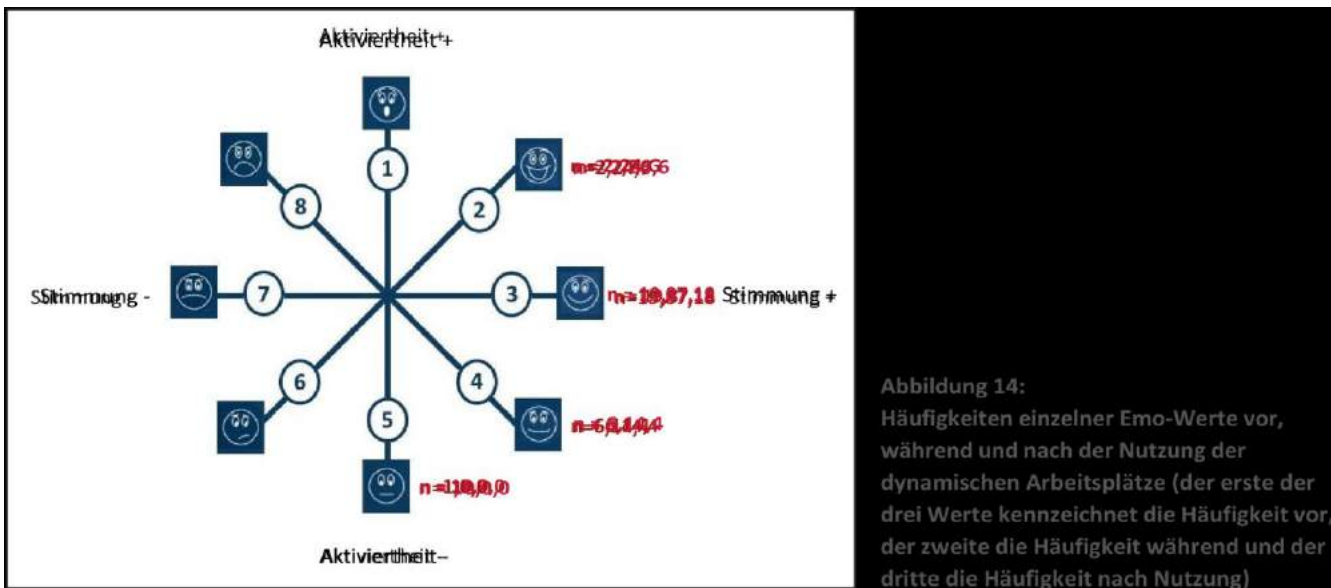 Aktiviertheit +
1
8
2
Stimmung -
7
3
Stimmung +
6
4
5
Aktiviertheit –
Abbildung 14:
Häufigkeiten einzelner Emo-Werte vor,
während und nach der Nutzung der
dynamischen Arbeitsplätze (der erste der
drei Werte kennzeichnet die Häufigkeit vor,
der zweite die Häufigkeit während und der
dritte die Häufigkeit nach Nutzung)